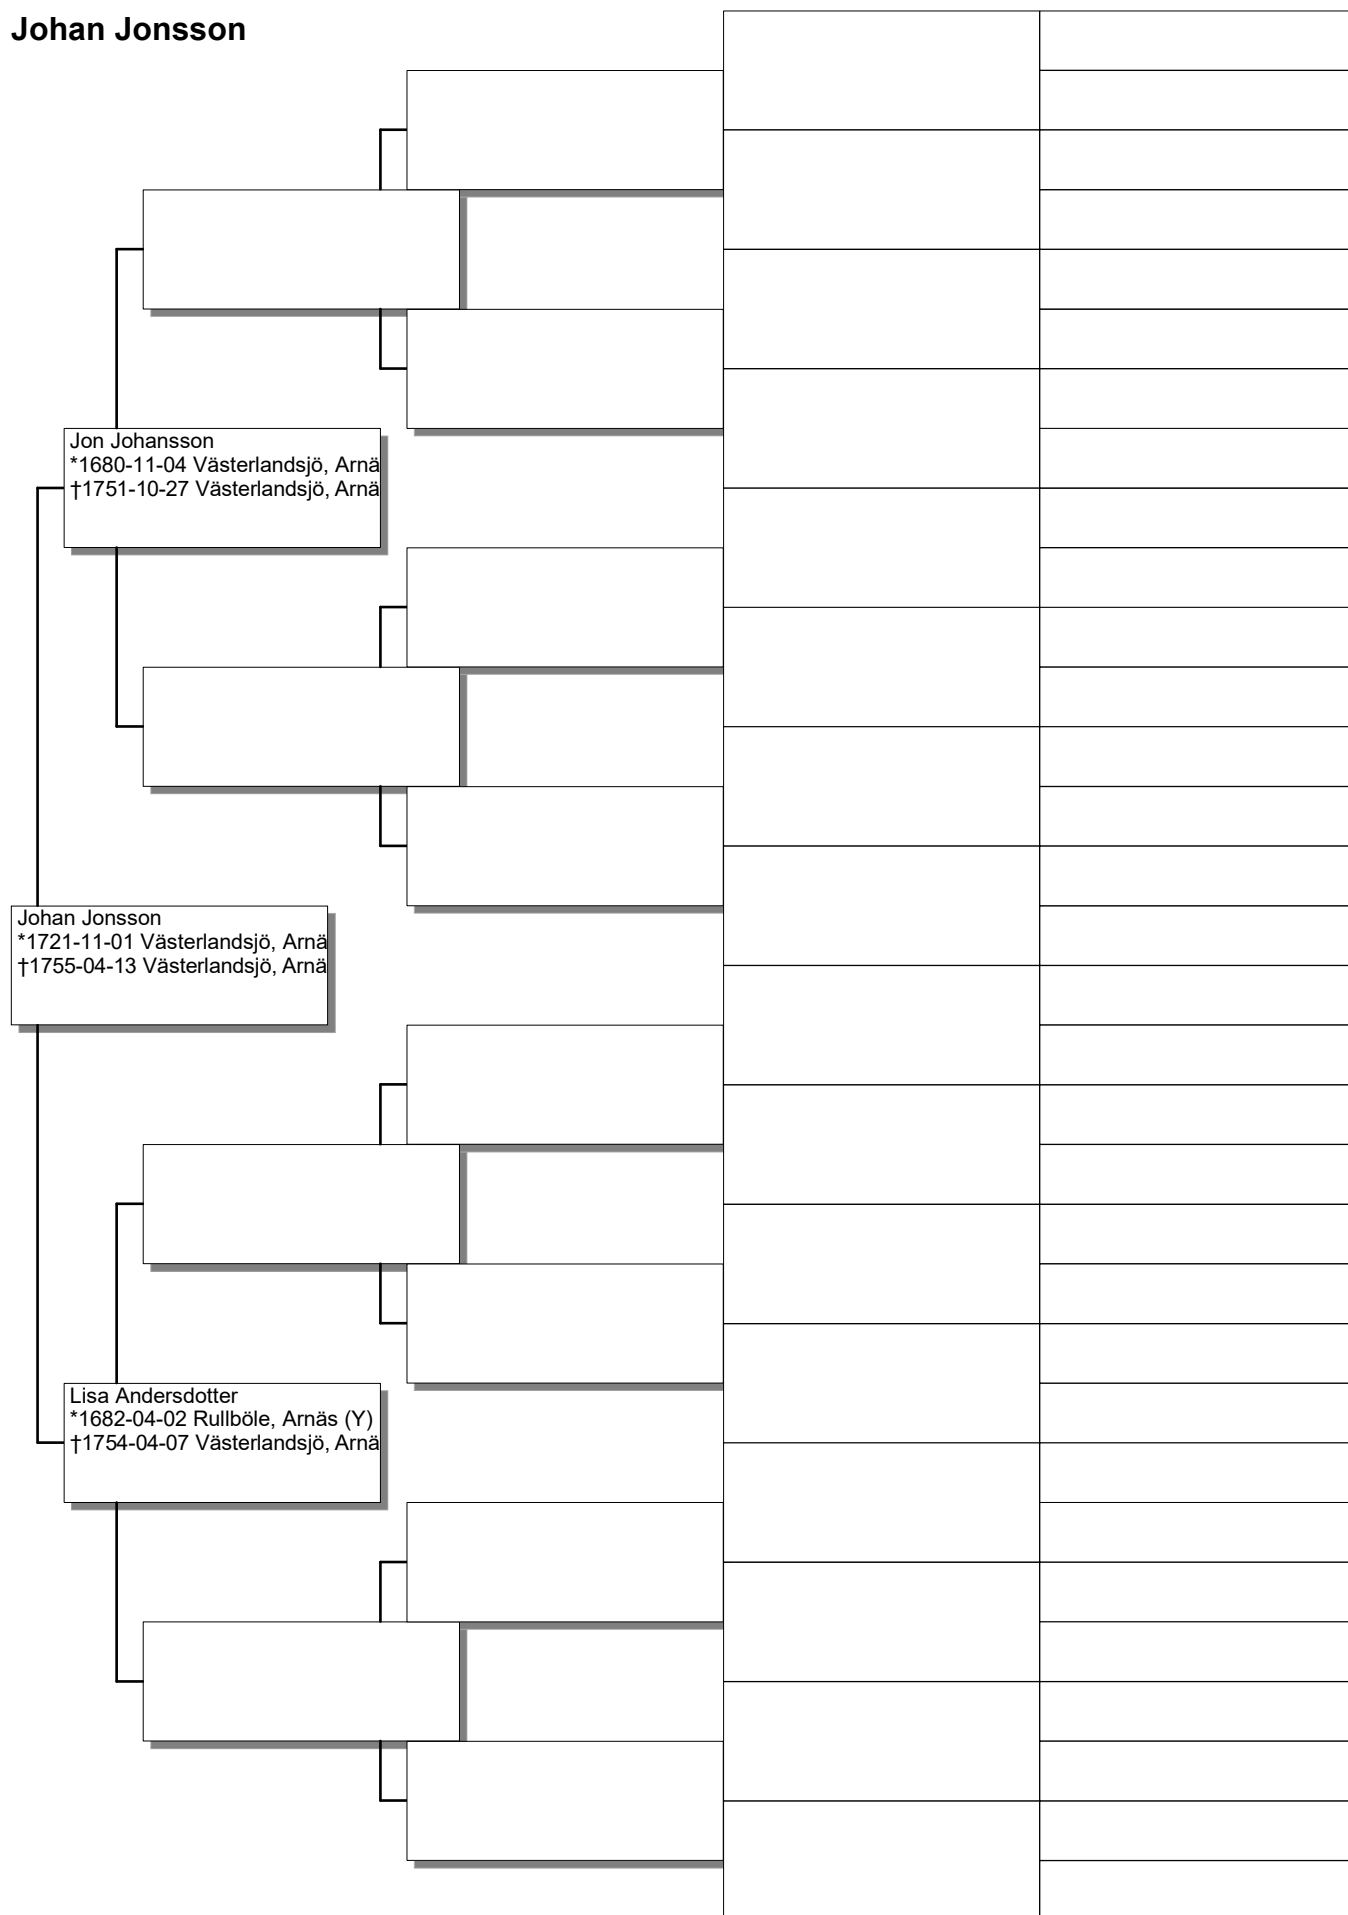 Johan Jonsson
Jon Johansson
*1680-11-04 Västerlandsjö, Arnä
†1751-10-27 Västerlandsjö, Arnä
Johan Jonsson
*1721-11-01 Västerlandsjö, Arnä
†1755-04-13 Västerlandsjö, Arnä
Lisa Andersdotter
*1682-04-02 Rullböle, Arnäs (Y)
†1754-04-07 Västerlandsjö, Arnä